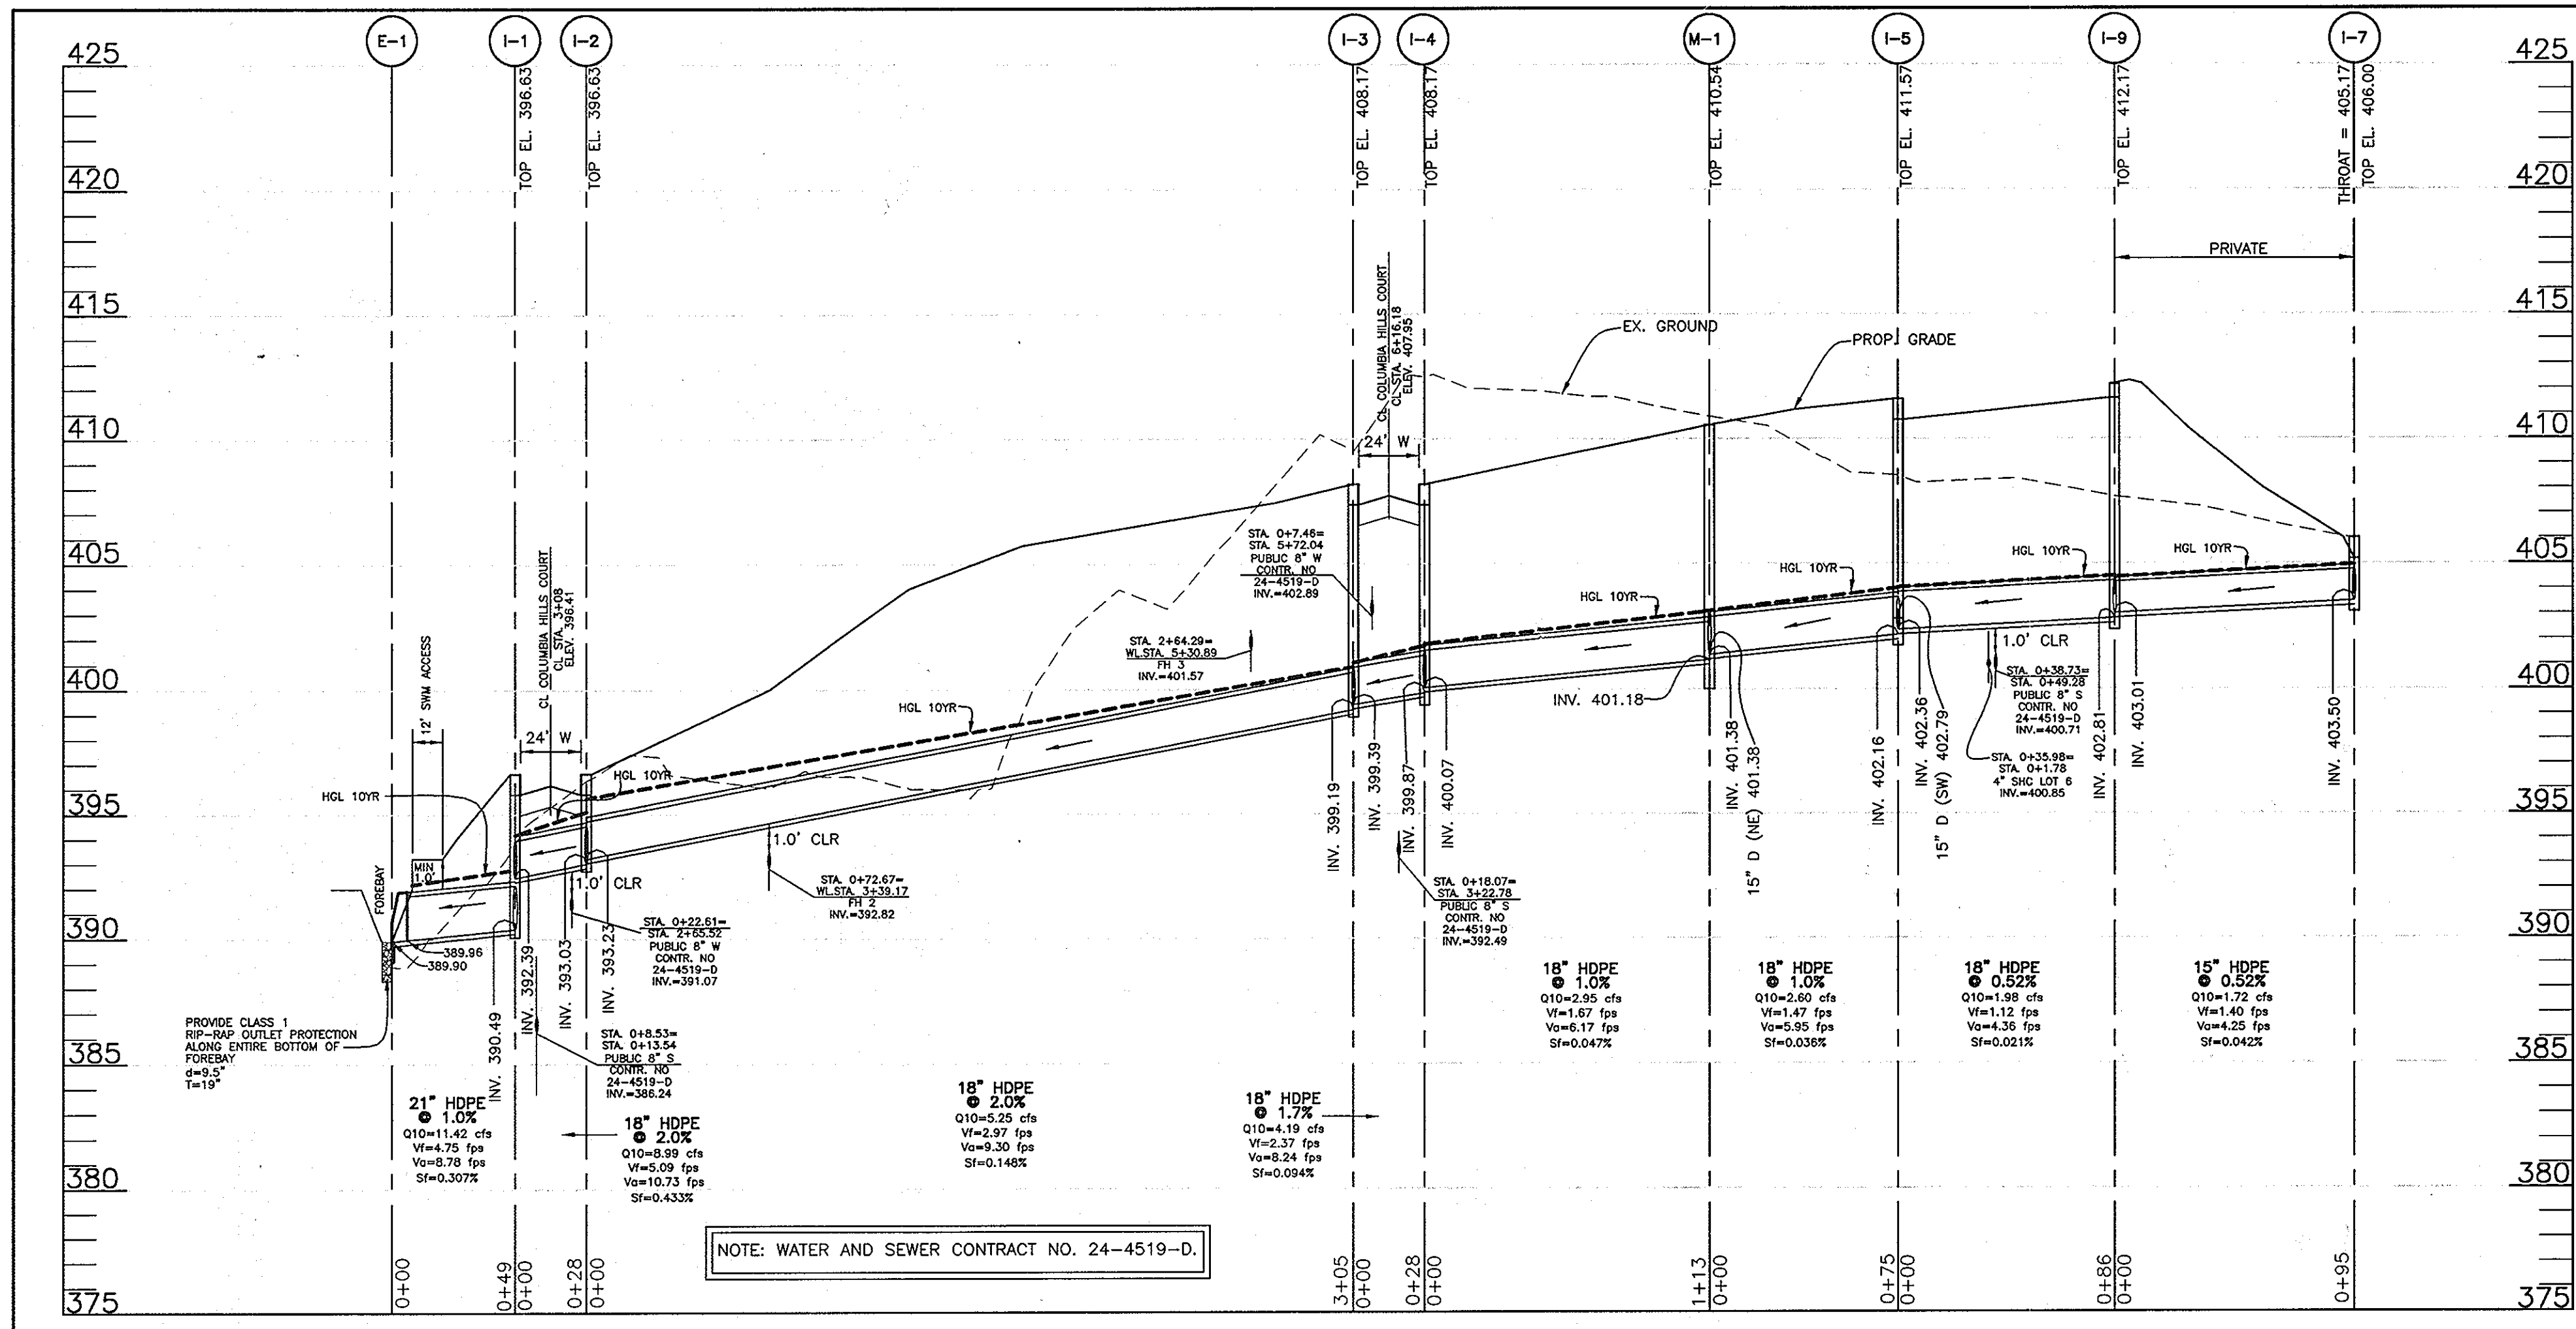 E-1
I-1
I-2
I-3
I-4
M-1
I-5
I-9
I-7
425
425
420
420
415
415
410
410
405
405
400
400
395
395
390
390
385
385
380
380
375
375
TOP EL. 396.63
TOP EL. 396.63
TOP EL. 408.17
TOP EL. 408.17
TOP EL. 410.54
TOP EL. 411.57
TOP EL. 412.17
THROAT = 405.17
TOP EL. 406.00
PRIVATE
EX. GROUND
PROP. GRADE
CL COLUMBIA HILLS COURT
CL STA. 6+16.18
ELEV. 407.95
24' W
STA. 0+7.46=
STA. 5+72.04
PUBLIC 8" W
CONTR. NO
24-4519-D
INV.=402.89
STA. 2+64.29=
WL.STA. 5+30.89
FH 3
INV.=401.57
HGL 10YR
HGL 10YR
HGL 10YR
HGL 10YR
HGL 10YR
HGL 10YR
HGL 10YR
CL COLUMBIA HILLS COURT
CL STA. 3+08
ELEV. 396.41
24' W
12' SWM ACCESS
MIN
1.0'
FOREBAY
389.96
389.90
PROVIDE CLASS 1
RIP-RAP OUTLET PROTECTION
ALONG ENTIRE BOTTOM OF
FOREBAY
d=9.5"
T=19"
INV. 390.49
INV. 392.39
INV. 393.03
INV. 393.23
1.0' CLR
STA. 0+22.61=
STA. 2+65.52
PUBLIC 8" W
CONTR. NO
24-4519-D
INV.=391.07
STA. 0+8.53=
STA. 0+13.54
PUBLIC 8" S
CONTR. NO
24-4519-D
INV.=386.24
1.0' CLR
STA. 0+72.67=
WL.STA. 3+39.17
FH 2
INV.=392.82
INV. 399.19
INV. 399.39
INV. 399.87
INV. 400.07
STA. 0+18.07=
STA. 3+22.78
PUBLIC 8" S
CONTR. NO
24-4519-D
INV.=392.49
INV. 401.18
INV. 401.38
15" D (NE) 401.38
INV. 402.16
INV. 402.36
15" D (SW) 402.79
1.0' CLR
STA. 0+38.73=
STA. 0+49.28
PUBLIC 8" S
CONTR. NO
24-4519-D
INV.=400.71
STA. 0+35.98=
STA. 0+1.78
4" SHC LOT 6
INV.=400.85
INV. 402.81
INV. 403.01
INV. 403.50
21" HDPE
@ 1.0%
Q10=11.42 cfs
Vf=4.75 fps
Va=8.78 fps
Sf=0.307%
18" HDPE
@ 2.0%
Q10=8.99 cfs
Vf=5.09 fps
Va=10.73 fps
Sf=0.433%
18" HDPE
@ 2.0%
Q10=5.25 cfs
Vf=2.97 fps
Va=9.30 fps
Sf=0.148%
18" HDPE
@ 1.7%
Q10=4.19 cfs
Vf=2.37 fps
Va=8.24 fps
Sf=0.094%
18" HDPE
@ 1.0%
Q10=2.95 cfs
Vf=1.67 fps
Va=6.17 fps
Sf=0.047%
18" HDPE
@ 1.0%
Q10=2.60 cfs
Vf=1.47 fps
Va=5.95 fps
Sf=0.036%
18" HDPE
@ 0.52%
Q10=1.98 cfs
Vf=1.12 fps
Va=4.36 fps
Sf=0.021%
15" HDPE
@ 0.52%
Q10=1.72 cfs
Vf=1.40 fps
Va=4.25 fps
Sf=0.042%
NOTE: WATER AND SEWER CONTRACT NO. 24-4519-D.
0+00
0+49
0+00
0+28
0+00
3+05
0+00
0+28
0+00
1+13
0+00
0+75
0+00
0+86
0+00
0+95